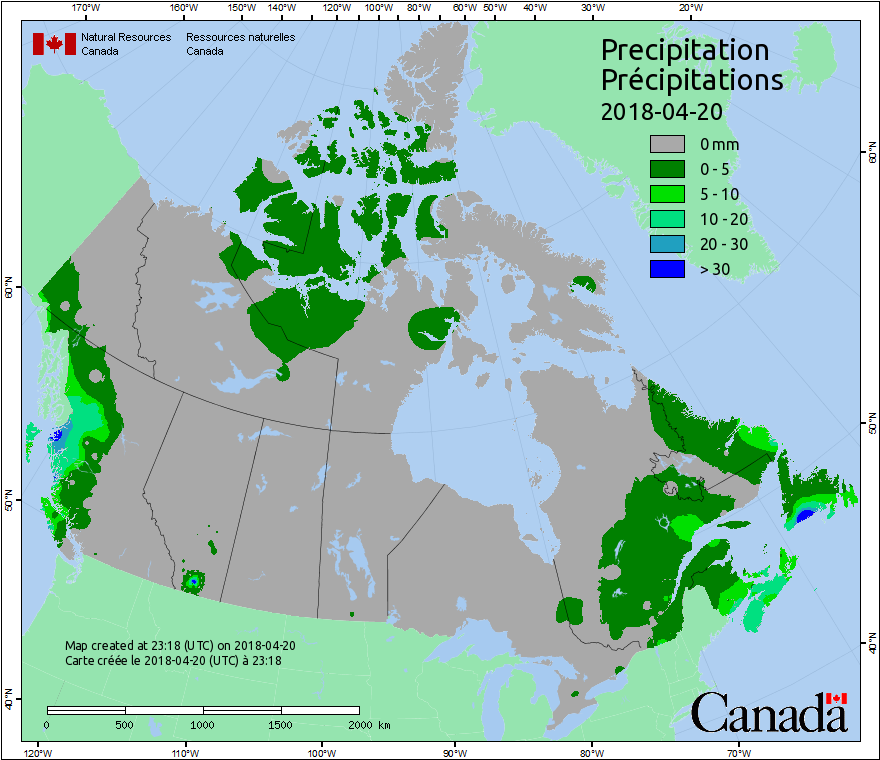 170°W 160°W 150°W 140°W 120°W 100°W 80°W 60°W 50°W 40°W 30°W 20°W
Natural Resources Ressources naturelles
Canada Canada
Precipitation
Précipitations
2018-04-20
0 mm
0 - 5
5 - 10
10 - 20
20 - 30
> 30
60°N
60°N
50°N
50°N
40°N
40°N
Map created at 23:18 (UTC) on 2018-04-20
Carte créée le 2018-04-20 (UTC) à 23:18
0 500 1000 1500 2000 km
Canada
120°W 110°W 100°W 90°W 80°W 70°W